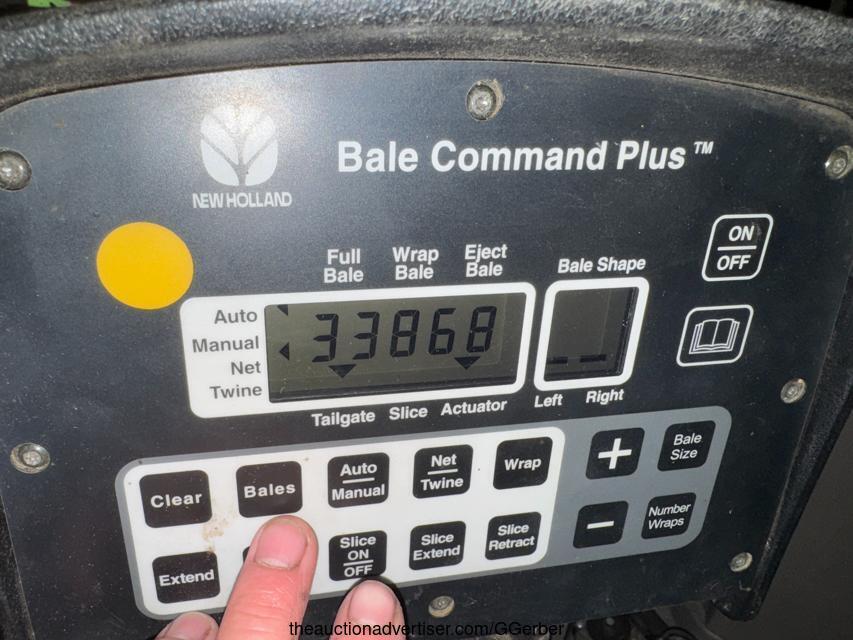 NEW HOLLAND
Bale Command Plus™
ON
OFF
Full
Bale
Wrap
Bale
Eject
Bale
Bale Shape
Auto
Manual
Net
Twine
33868
Tailgate Slice Actuator
Left Right
Clear
Bales
Auto
Manual
Net
Twine
Wrap
+
Bale
Size
Extend
Slice
ON
OFF
Slice
Extend
Slice
Retract
−
Number
Wraps
theauctionadvertiser.com/GGerber